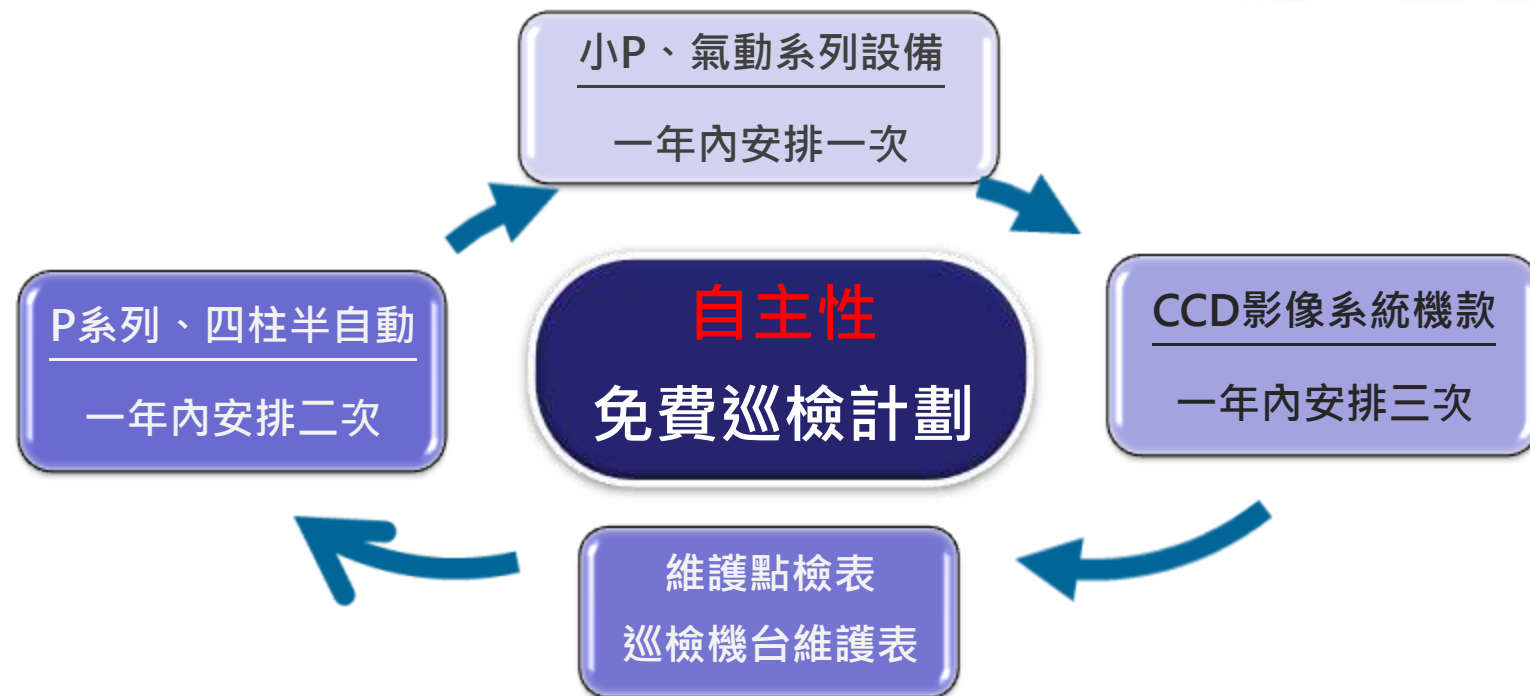 小P、氣動系列設備
一年內安排一次
P系列、四柱半自動
一年內安排二次
自主性
免費巡檢計劃
CCD影像系統機款
一年內安排三次
維護點檢表
巡檢機台維護表